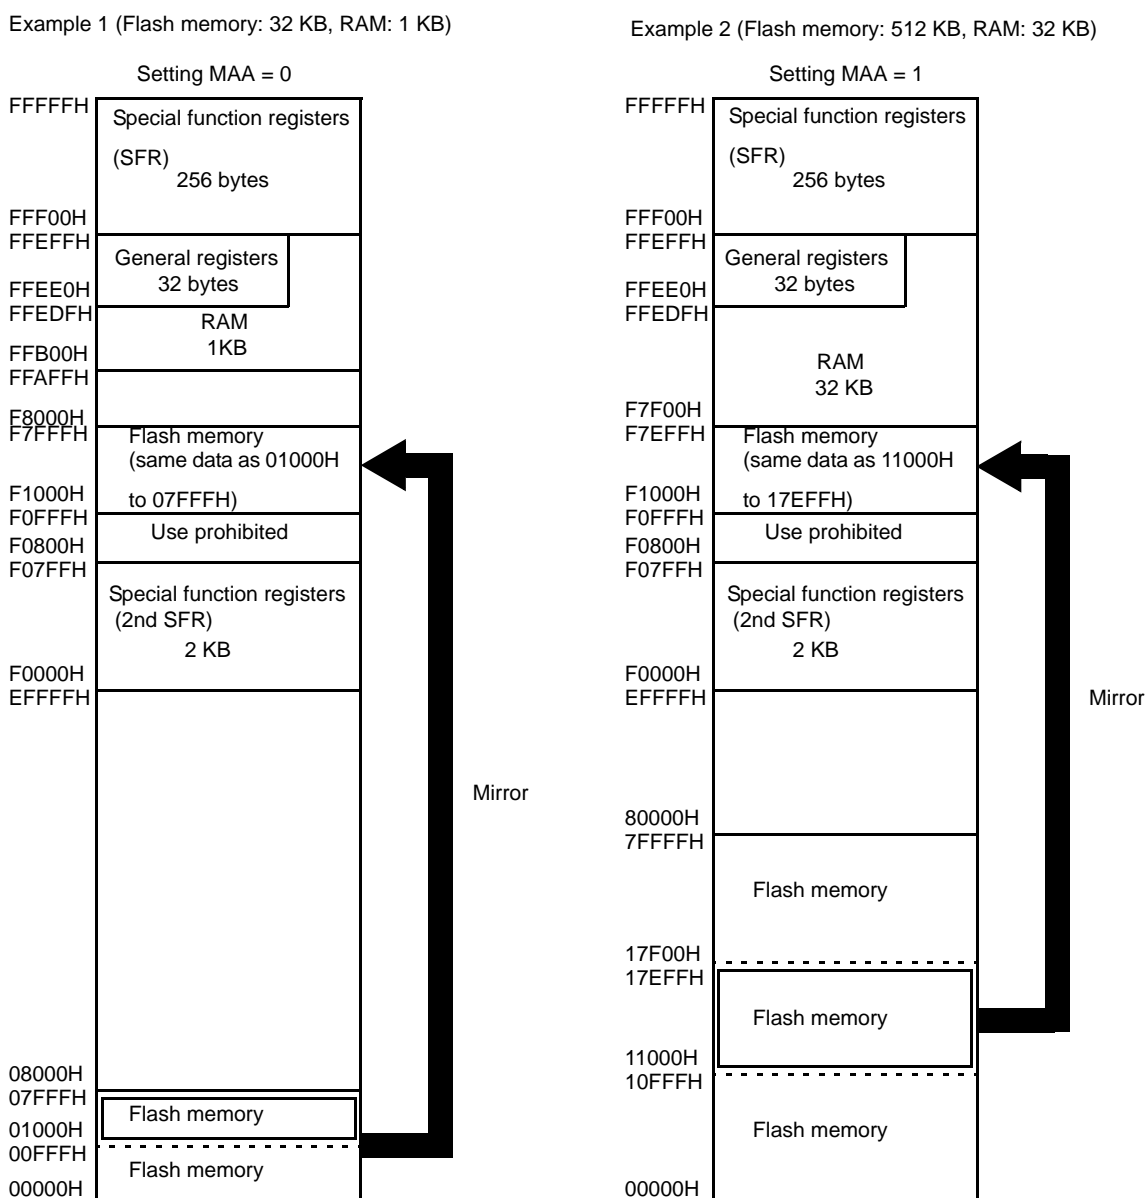 Example 1 (Flash memory: 32 KB, RAM: 1 KB)
Setting MAA = 0
FFFFFH
Special function registers
(SFR)
256 bytes
FFF00H
FFEFFH
General registers
32 bytes
FFEE0H
FFEDFH
RAM
1KB
FFB00H
FFAFFH
F8000H
F7FFFH
Flash memory
(same data as 01000H
to 07FFFH)
F1000H
F0FFFH
Use prohibited
F0800H
F07FFH
Special function registers
(2nd SFR)
2 KB
F0000H
EFFFFH
Mirror
08000H
07FFFH
Flash memory
01000H
00FFFH
Flash memory
00000H
Example 2 (Flash memory: 512 KB, RAM: 32 KB)
Setting MAA = 1
FFFFFH
Special function registers
(SFR)
256 bytes
FFF00H
FFEFFH
General registers
32 bytes
FFEE0H
FFEDFH
RAM
32 KB
F7F00H
F7EFFH
Flash memory
(same data as 11000H
to 17EFFH)
F1000H
F0FFFH
Use prohibited
F0800H
F07FFH
Special function registers
(2nd SFR)
2 KB
F0000H
EFFFFH
Mirror
80000H
7FFFFH
Flash memory
17F00H
17EFFH
Flash memory
11000H
10FFFH
Flash memory
00000H